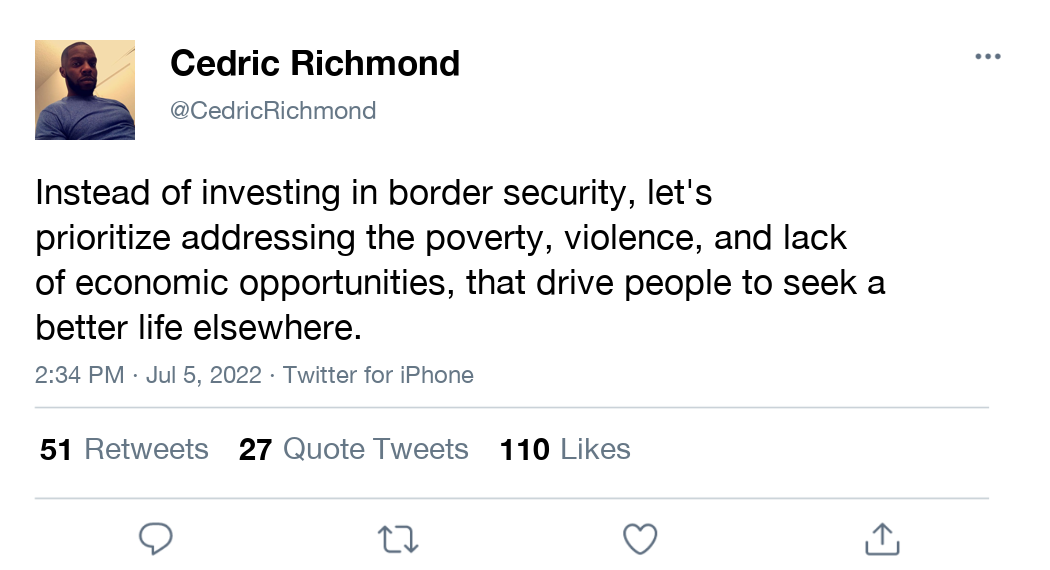 Cedric Richmond
@CedricRichmond
Instead of investing in border security, let's
prioritize addressing the poverty, violence, and lack
of economic opportunities, that drive people to seek a
better life elsewhere.
2:34 PM · Jul 5, 2022 · Twitter for iPhone
51 Retweets 27 Quote Tweets 110 Likes